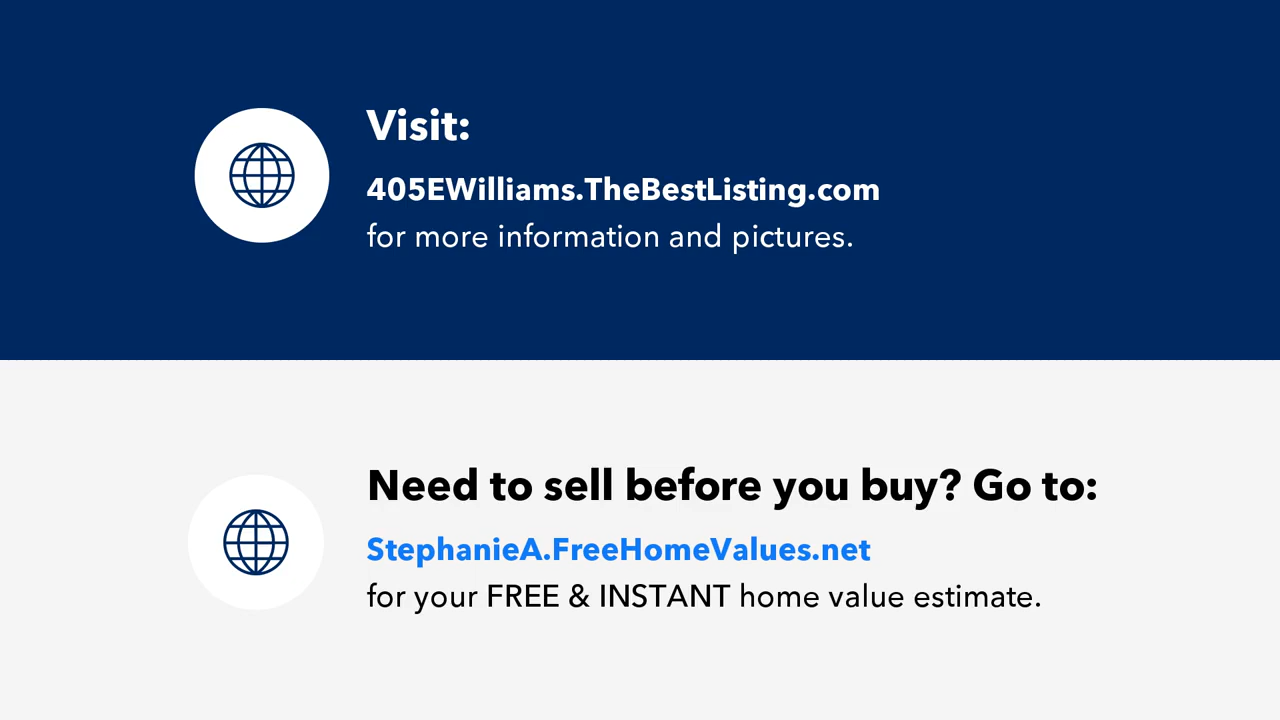 Visit:
405EWilliams.TheBestListing.com
for more information and pictures.
Need to sell before you buy? Go to:
StephanieA.FreeHomeValues.net
for your FREE & INSTANT home value estimate.